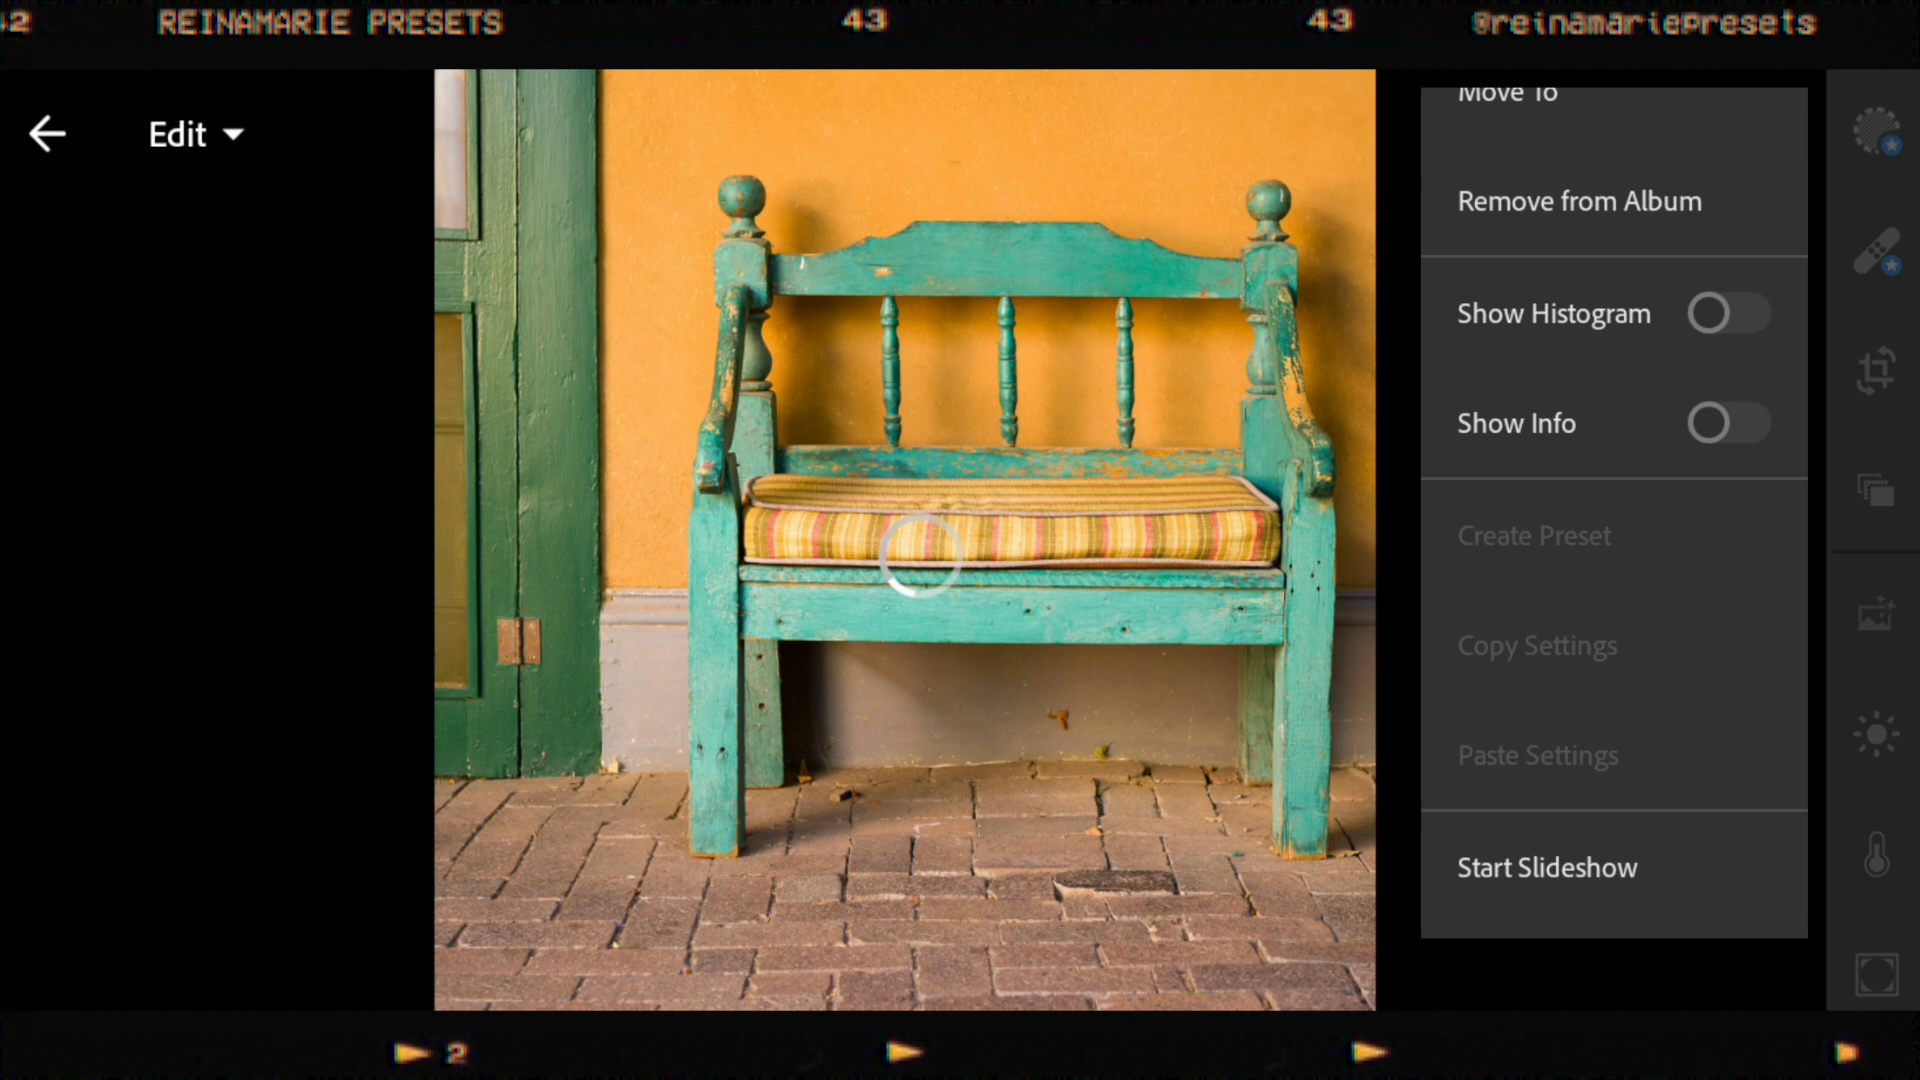 42 REINAMARIE PRESETS 43 43 @reinamariepresets
Edit
Move To
Remove from Album
Show Histogram
Show Info
Create Preset
Copy Settings
Paste Settings
Start Slideshow
2